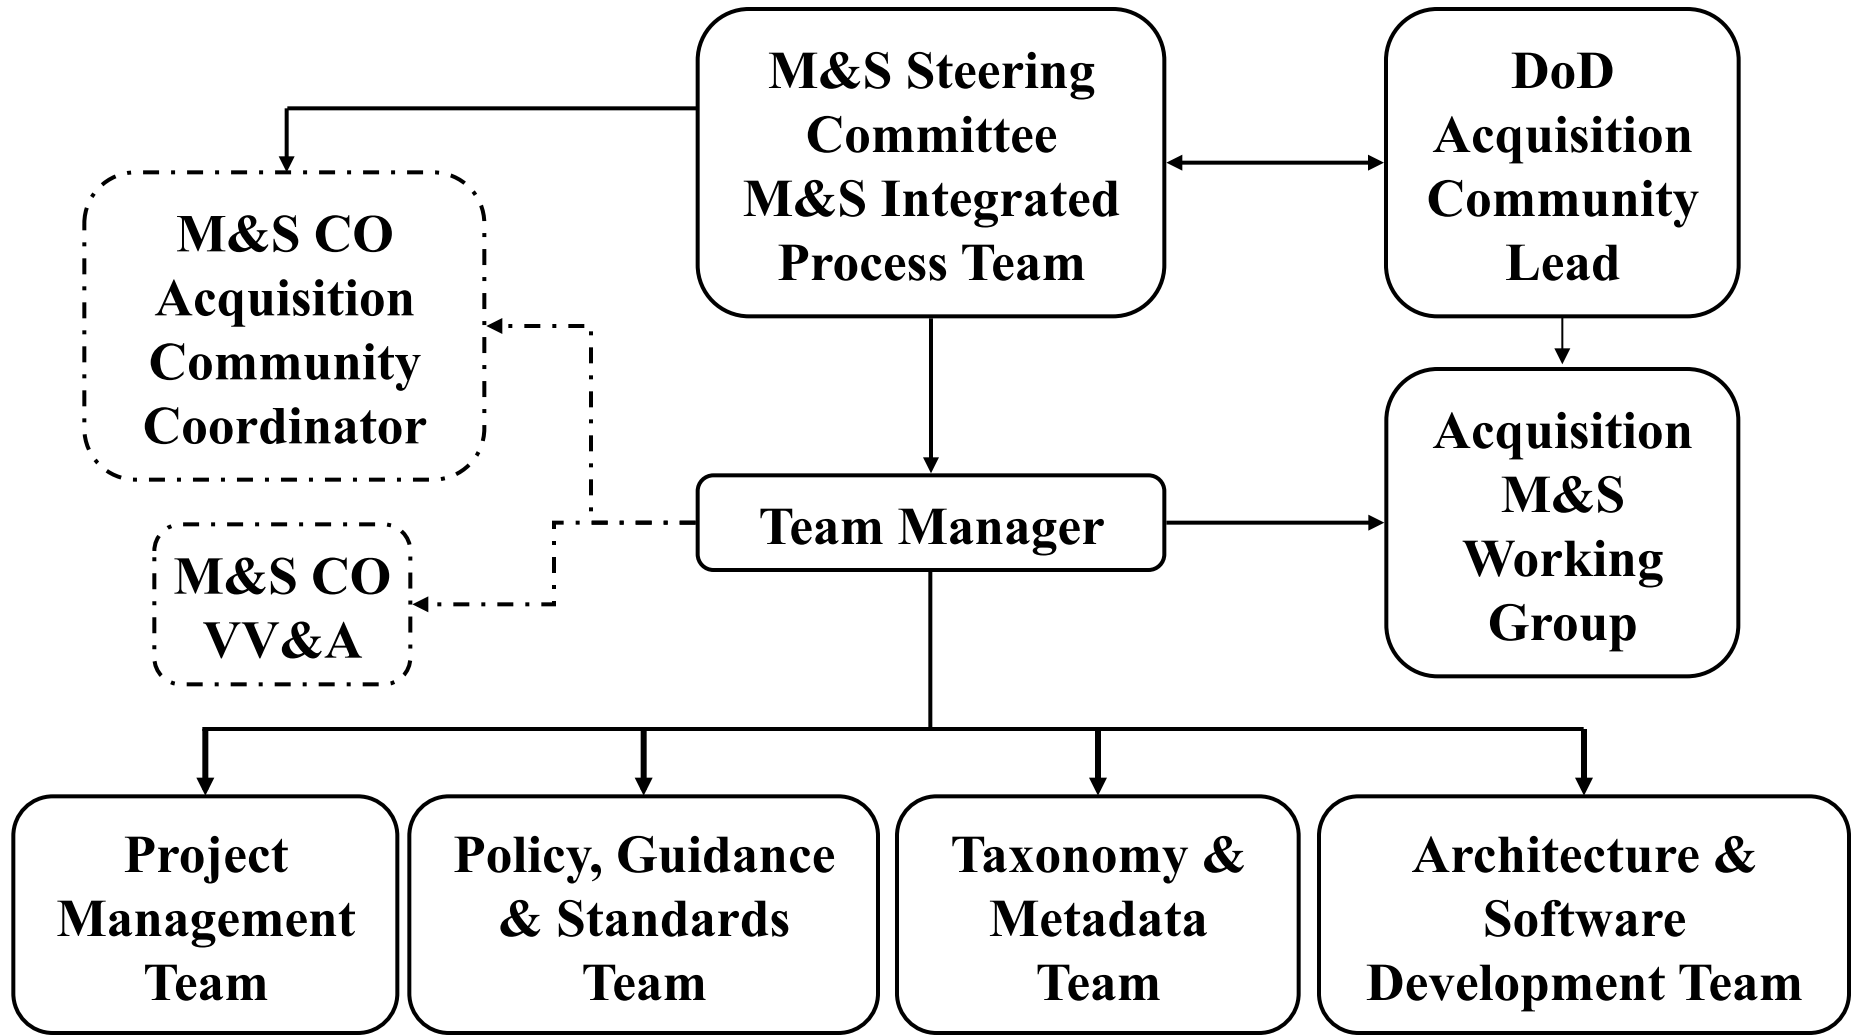 M&S Steering
Committee
M&S Integrated
Process Team
DoD
Acquisition
Community
Lead
M&S CO
Acquisition
Community
Coordinator
Acquisition
M&S
Working
Group
Team Manager
M&S CO
VV&A
Project
Management
Team
Policy, Guidance
& Standards
Team
Taxonomy &
Metadata
Team
Architecture &
Software
Development Team